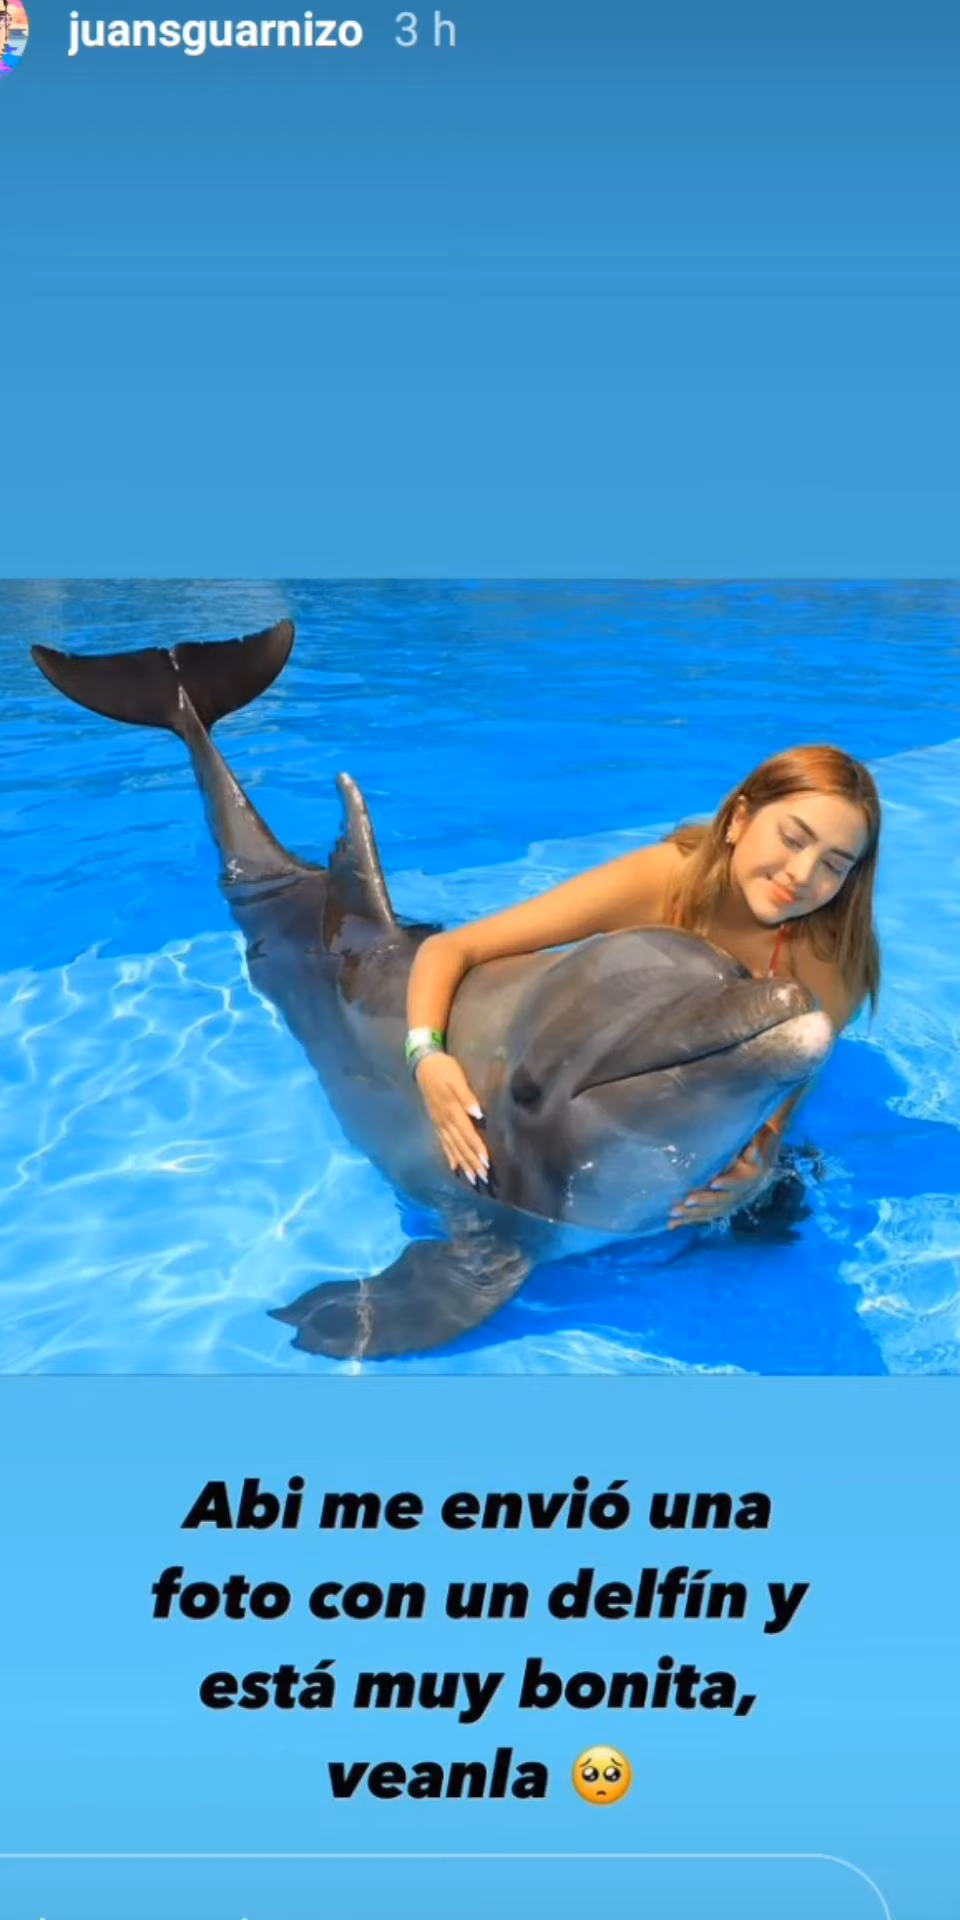 juansguarnizo 3 h
Abi me envió una
foto con un delfín y
está muy bonita,
veanla 🥺